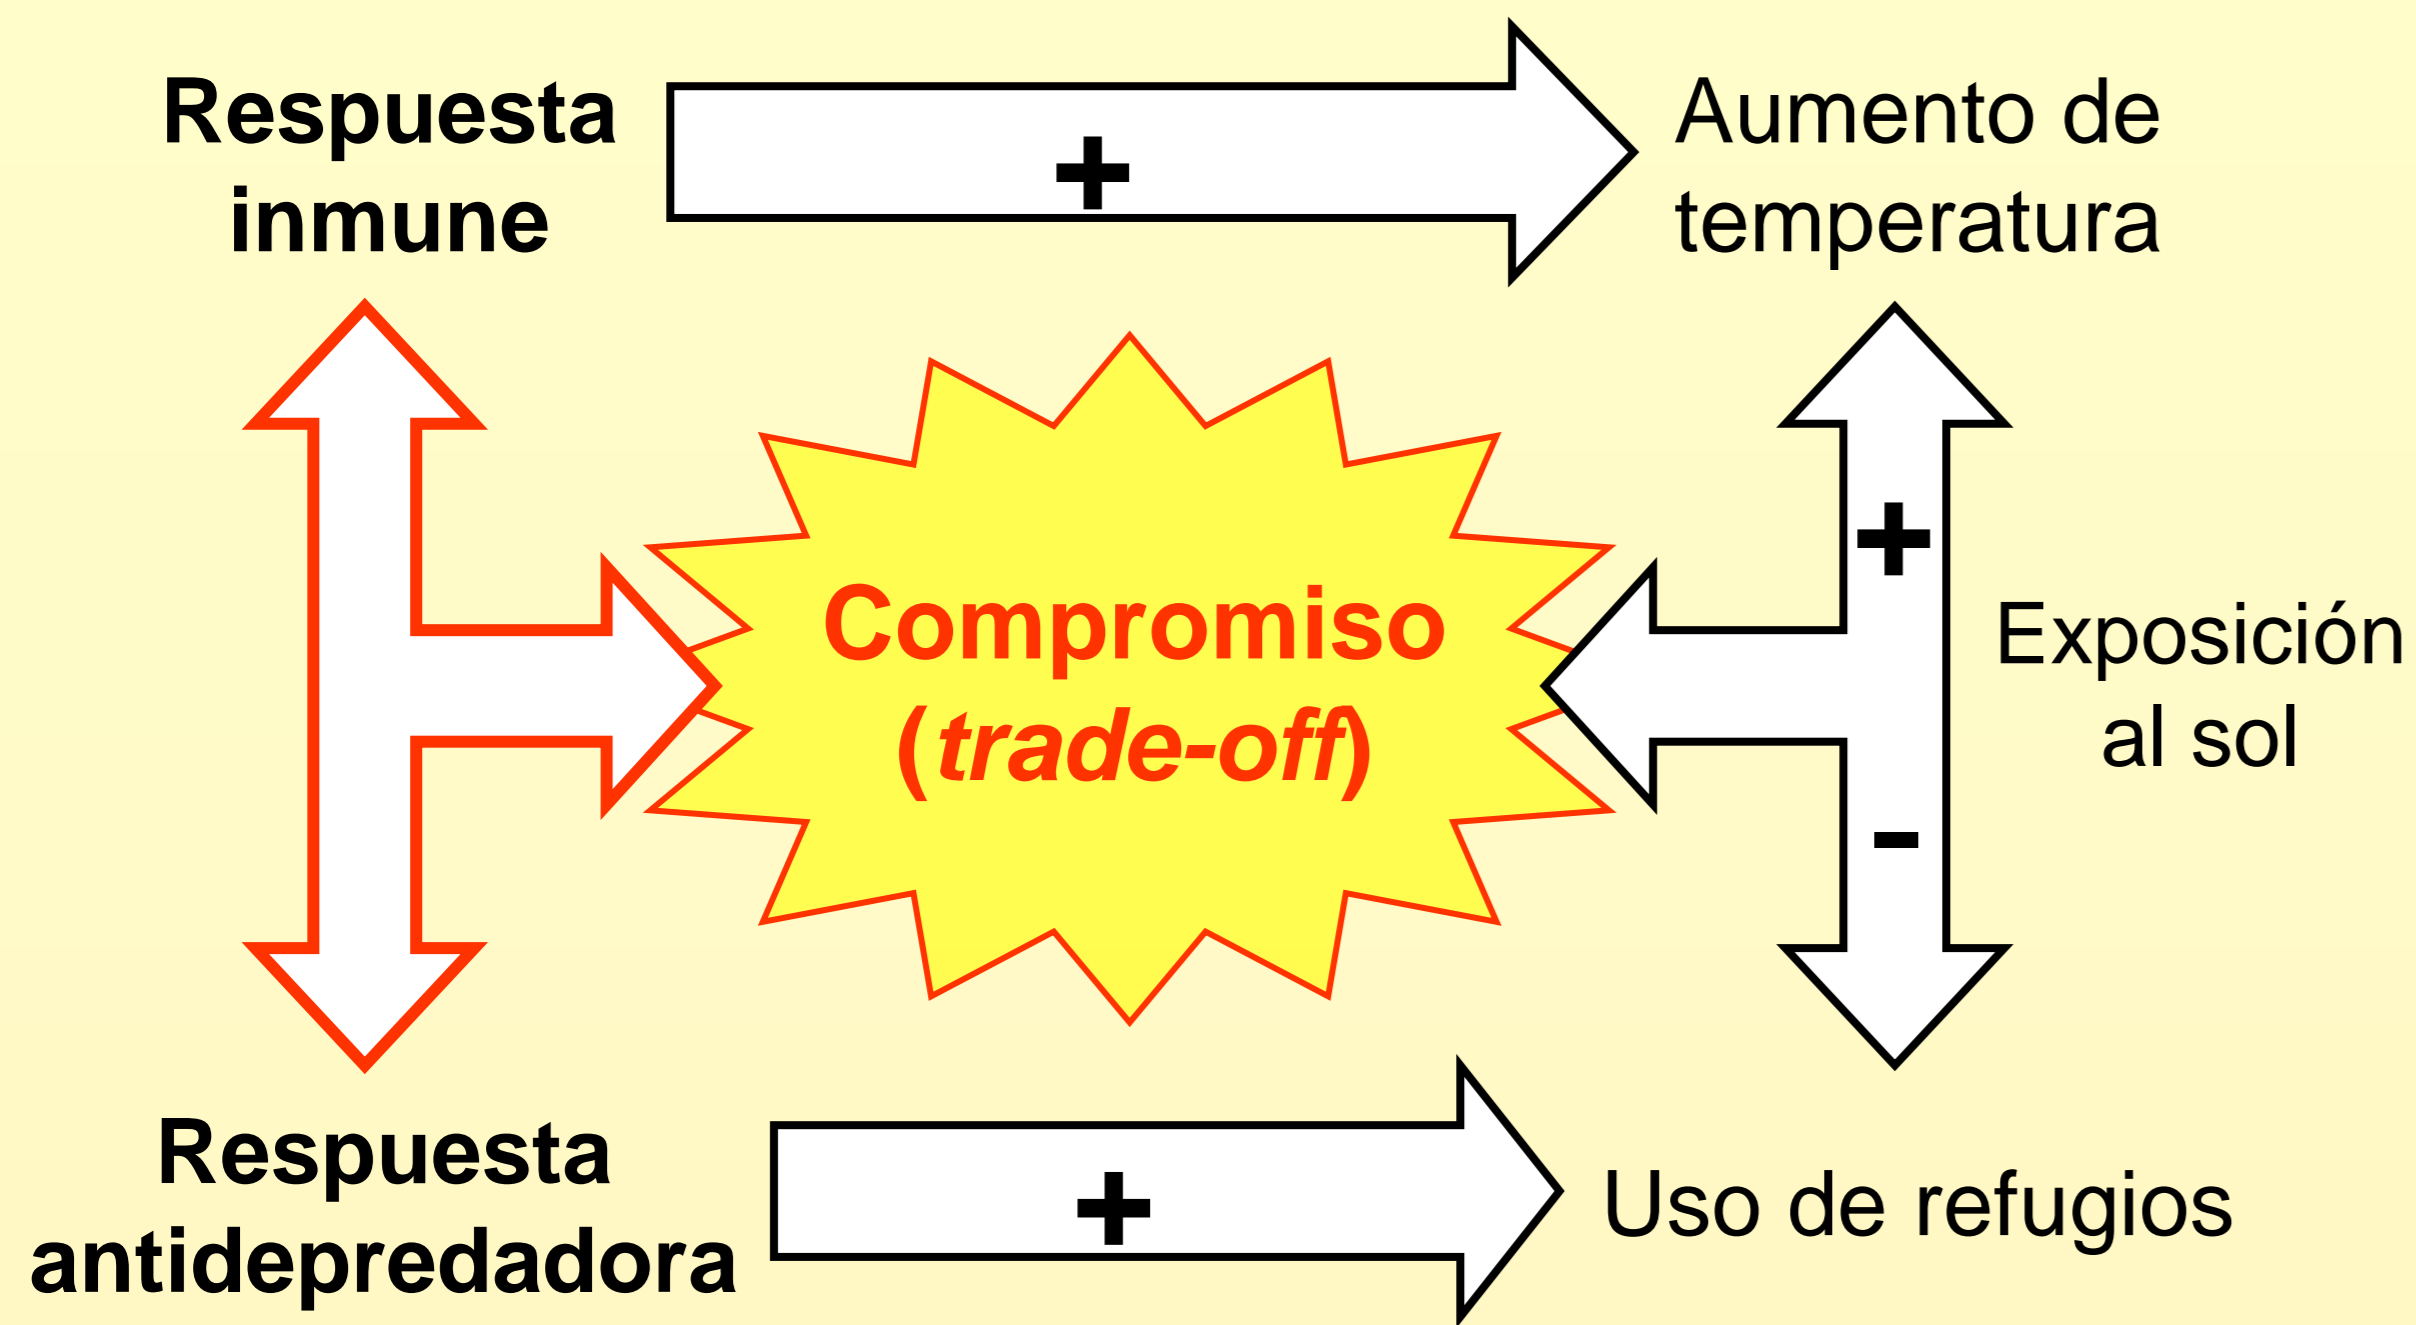 Respuesta
inmune
+
Aumento de
temperatura
Compromiso
(trade-off)
+
Exposición
al sol
-
Respuesta
antidepredadora
+
Uso de refugios